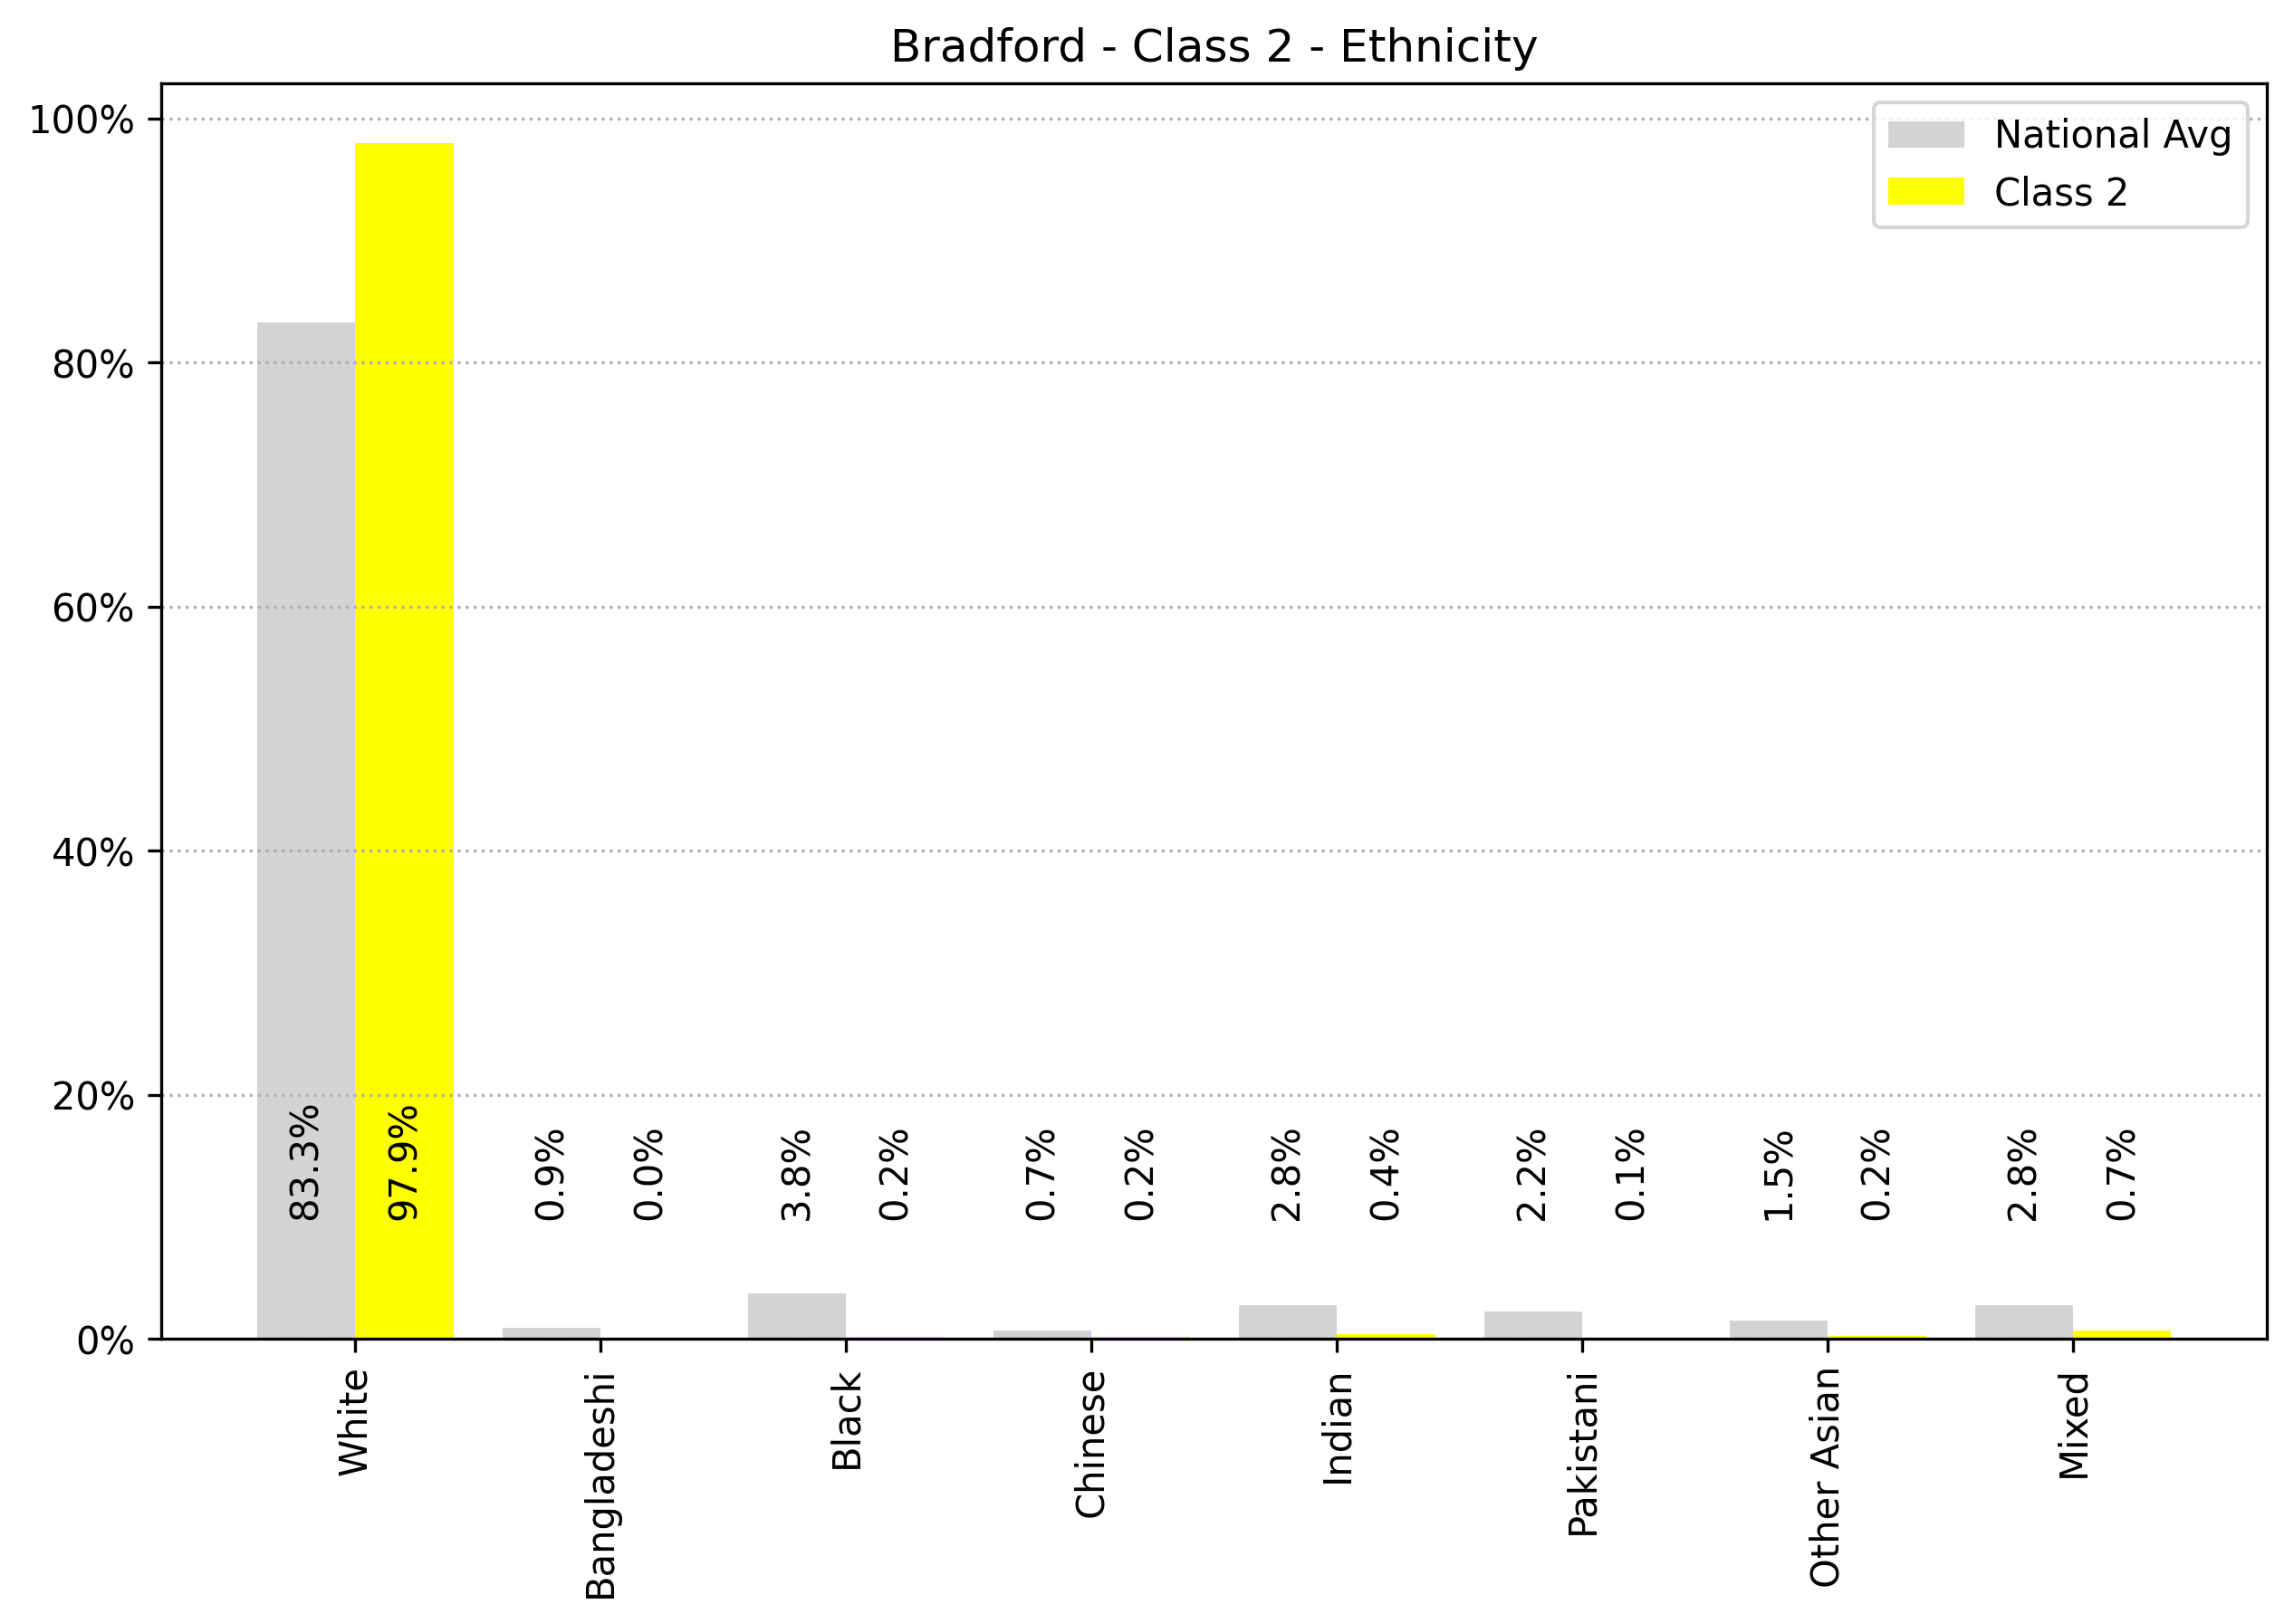 Bradford - Class 2 - Ethnicity
National Avg
Class 2
100%
80%
60%
40%
20%
0%
83.3%
97.9%
0.9%
0.0%
3.8%
0.2%
0.7%
0.2%
2.8%
0.4%
2.2%
0.1%
1.5%
0.2%
2.8%
0.7%
White
Bangladeshi
Black
Chinese
Indian
Pakistani
Other Asian
Mixed